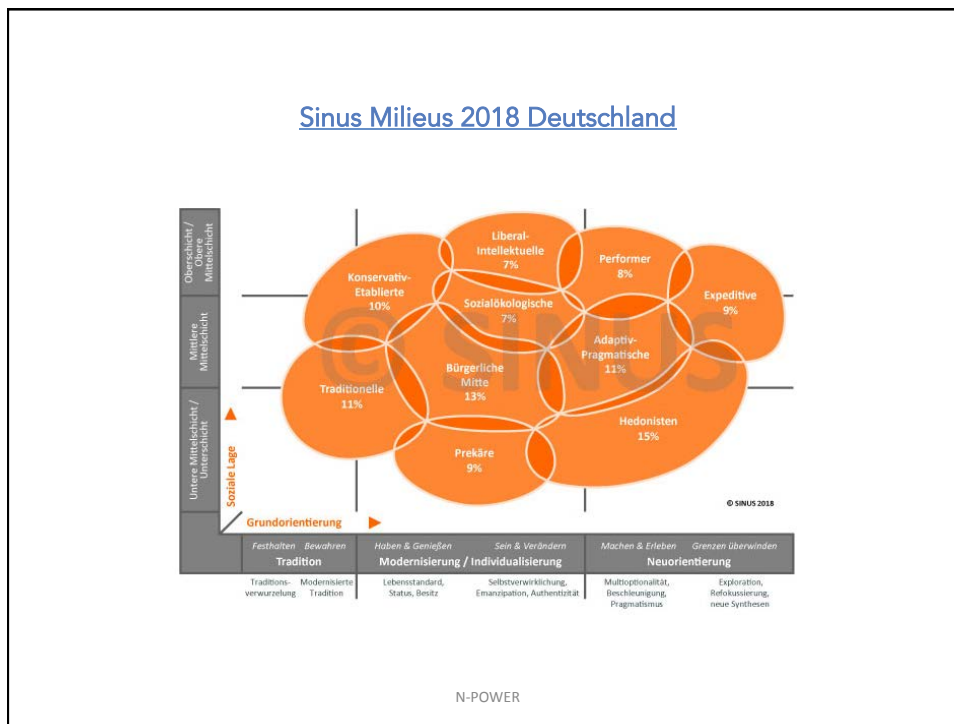 Sinus Milieus 2018 Deutschland
Oberschicht /
Obere
Mittelschicht
Mittlere
Mittelschicht
Untere Mittelschicht /
Unterschicht
Soziale Lage
Liberal-
Intellektuelle
7%
Performer
8%
Konservativ-
Etablierte
10%
Expeditive
9%
Sozialökologische
7%
© SINUS
Adaptiv-
Pragmatische
11%
Bürgerliche
Mitte
13%
Traditionelle
11%
Hedonisten
15%
Prekäre
9%
© SINUS 2018
Grundorientierung
Festhalten Bewahren
Tradition
Traditions-
verwurzelung
Modernisierte
Tradition
Haben & Genießen Sein & Verändern
Modernisierung / Individualisierung
Lebensstandard,
Status, Besitz
Selbstverwirklichung,
Emanzipation, Authentizität
Machen & Erleben Grenzen überwinden
Neuorientierung
Multioptionalität,
Beschleunigung,
Pragmatismus
Exploration,
Refokussierung,
neue Synthesen
N-POWER